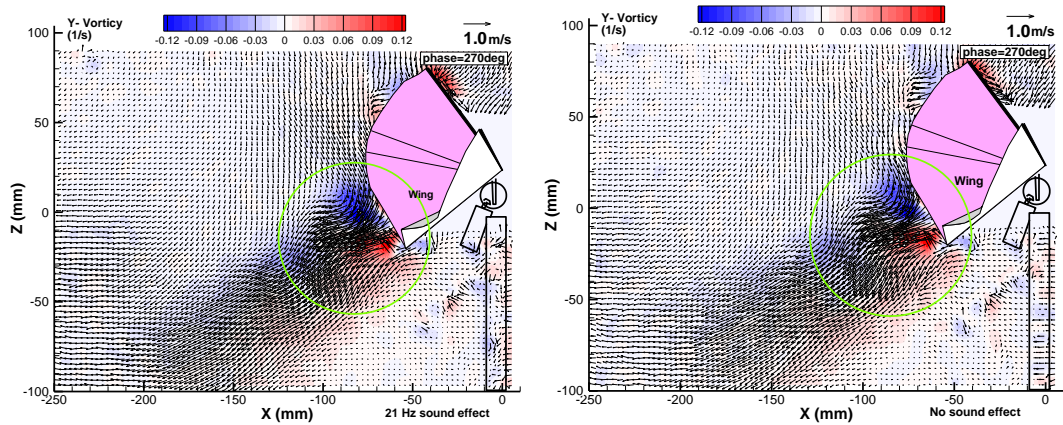 Y- Vorticy
(1/s)
-0.12 -0.09 -0.06 -0.03 0 0.03 0.06 0.09 0.12
1.0m/s
phase=270deg
100
50
0
-50
-100
Z (mm)
Wing
-250 -200 -150 -100 -50 0
X (mm)
21 Hz sound effect
Y- Vorticy
(1/s)
-0.12 -0.09 -0.06 -0.03 0 0.03 0.06 0.09 0.12
1.0m/s
phase=270deg
100
50
0
-50
-100
Z (mm)
Wing
-250 -200 -150 -100 -50 0
X (mm)
No sound effect